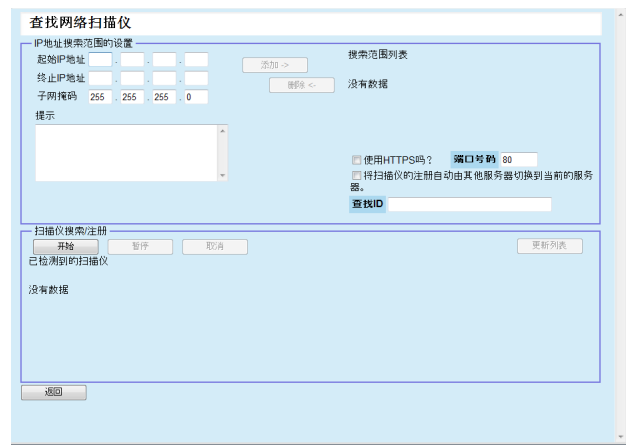 查找网络扫描仪
IP地址搜索范围的设置
起始IP地址 . . .
添加 ->
搜索范围列表
终止IP地址 . . .
删除 <-
没有数据
子网掩码 255 . 255 . 255 . 0
提示
使用HTTPS吗？ 端口号码 80
将扫描仪的注册自动由其他服务器切换到当前的服务
器。
查找ID
扫描仪搜索/注册
开始 暂停 取消 更新列表
已检测到的扫描仪
没有数据
返回